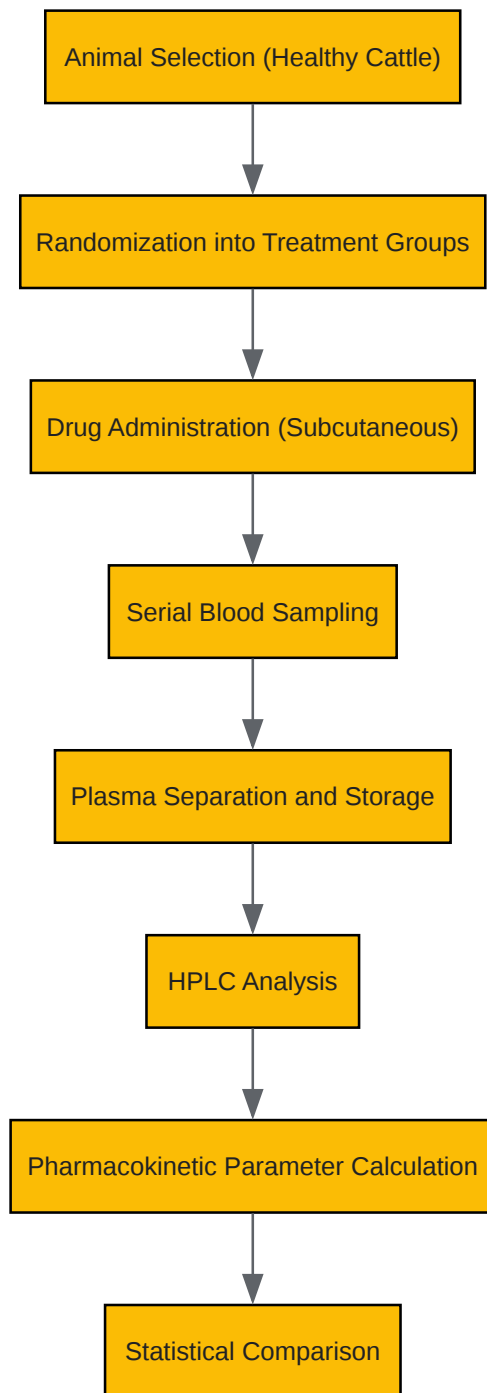 Animal Selection (Healthy Cattle)
Randomization into Treatment Groups
Drug Administration (Subcutaneous)
Serial Blood Sampling
Plasma Separation and Storage
HPLC Analysis
Pharmacokinetic Parameter Calculation
Statistical Comparison